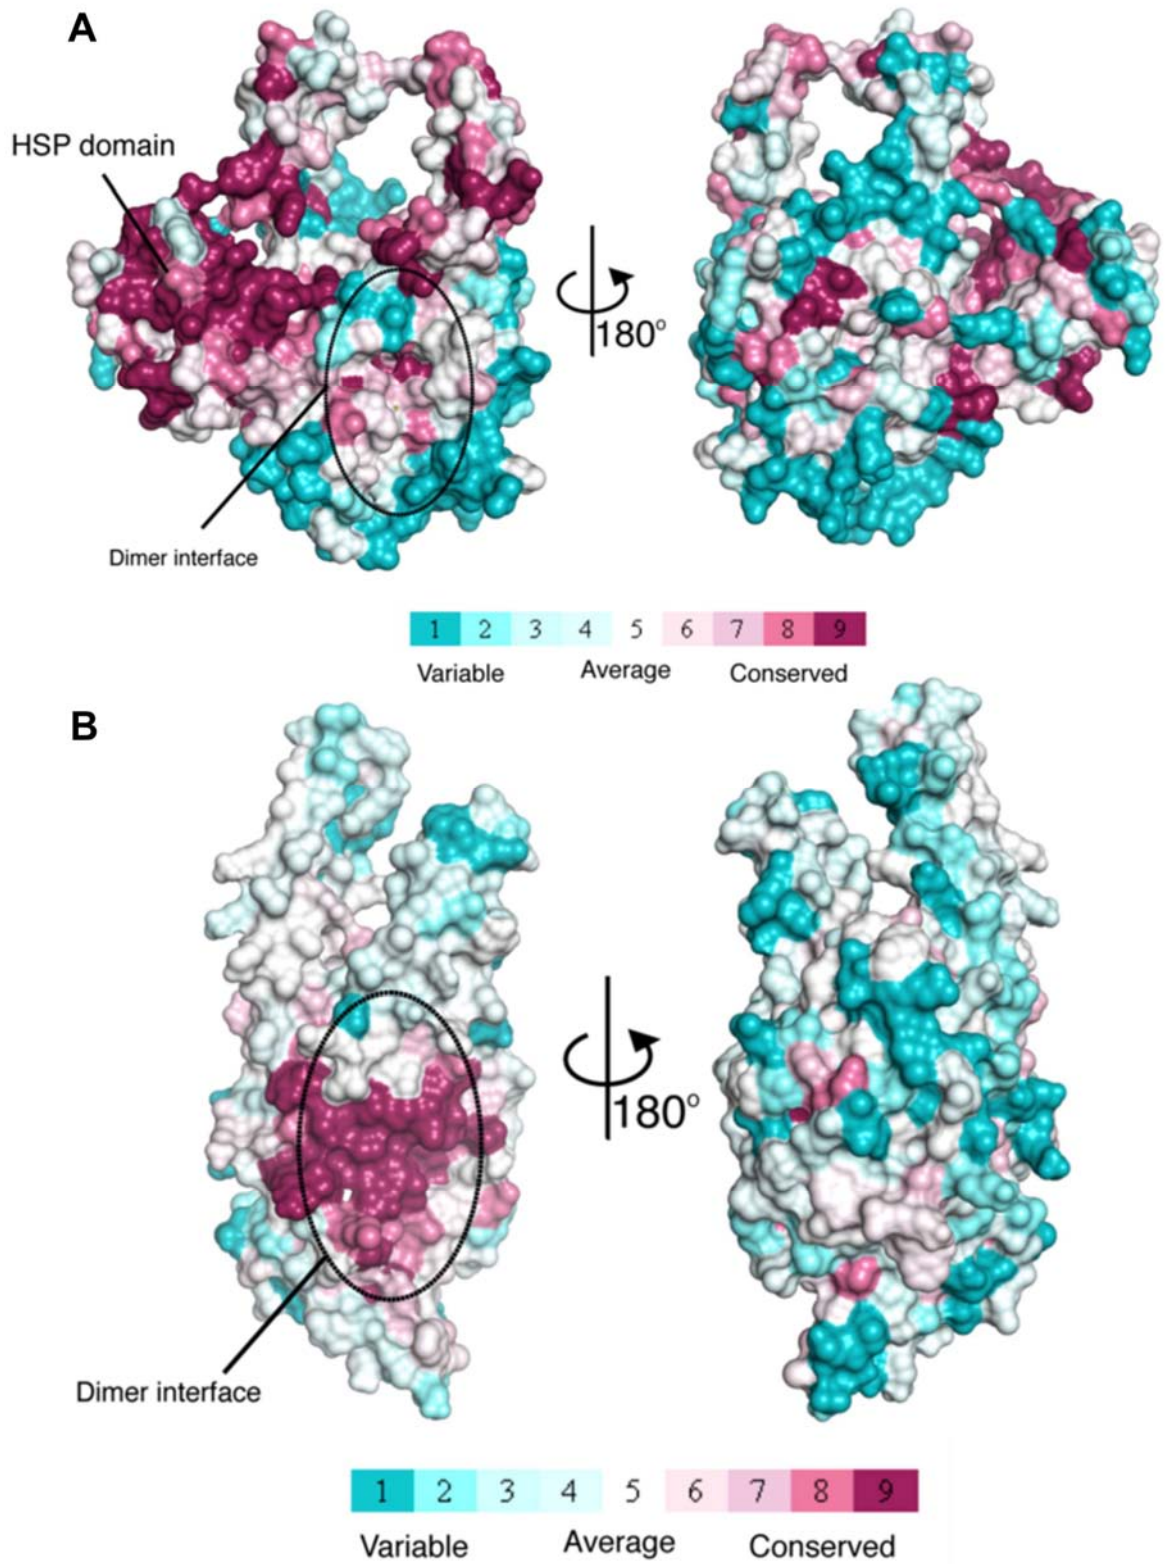 A
HSP domain
180°
Dimer interface
1 2 3 4 5 6 7 8 9
Variable Average Conserved
B
180°
Dimer interface
1 2 3 4 5 6 7 8 9
Variable Average Conserved